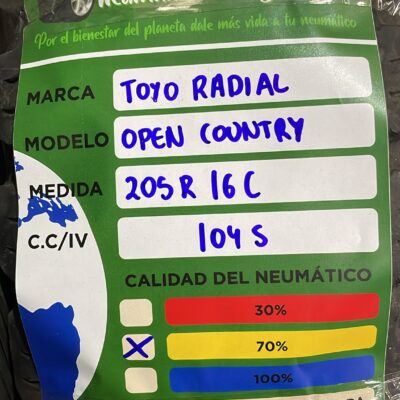 Por el bienestar del planeta dale más vida a tu neumático
MARCA TOYO RADIAL
MODELO OPEN COUNTRY
MEDIDA 205 R 16 C
C.C/IV 104 S
CALIDAD DEL NEUMÁTICO
30%
X 70%
100%